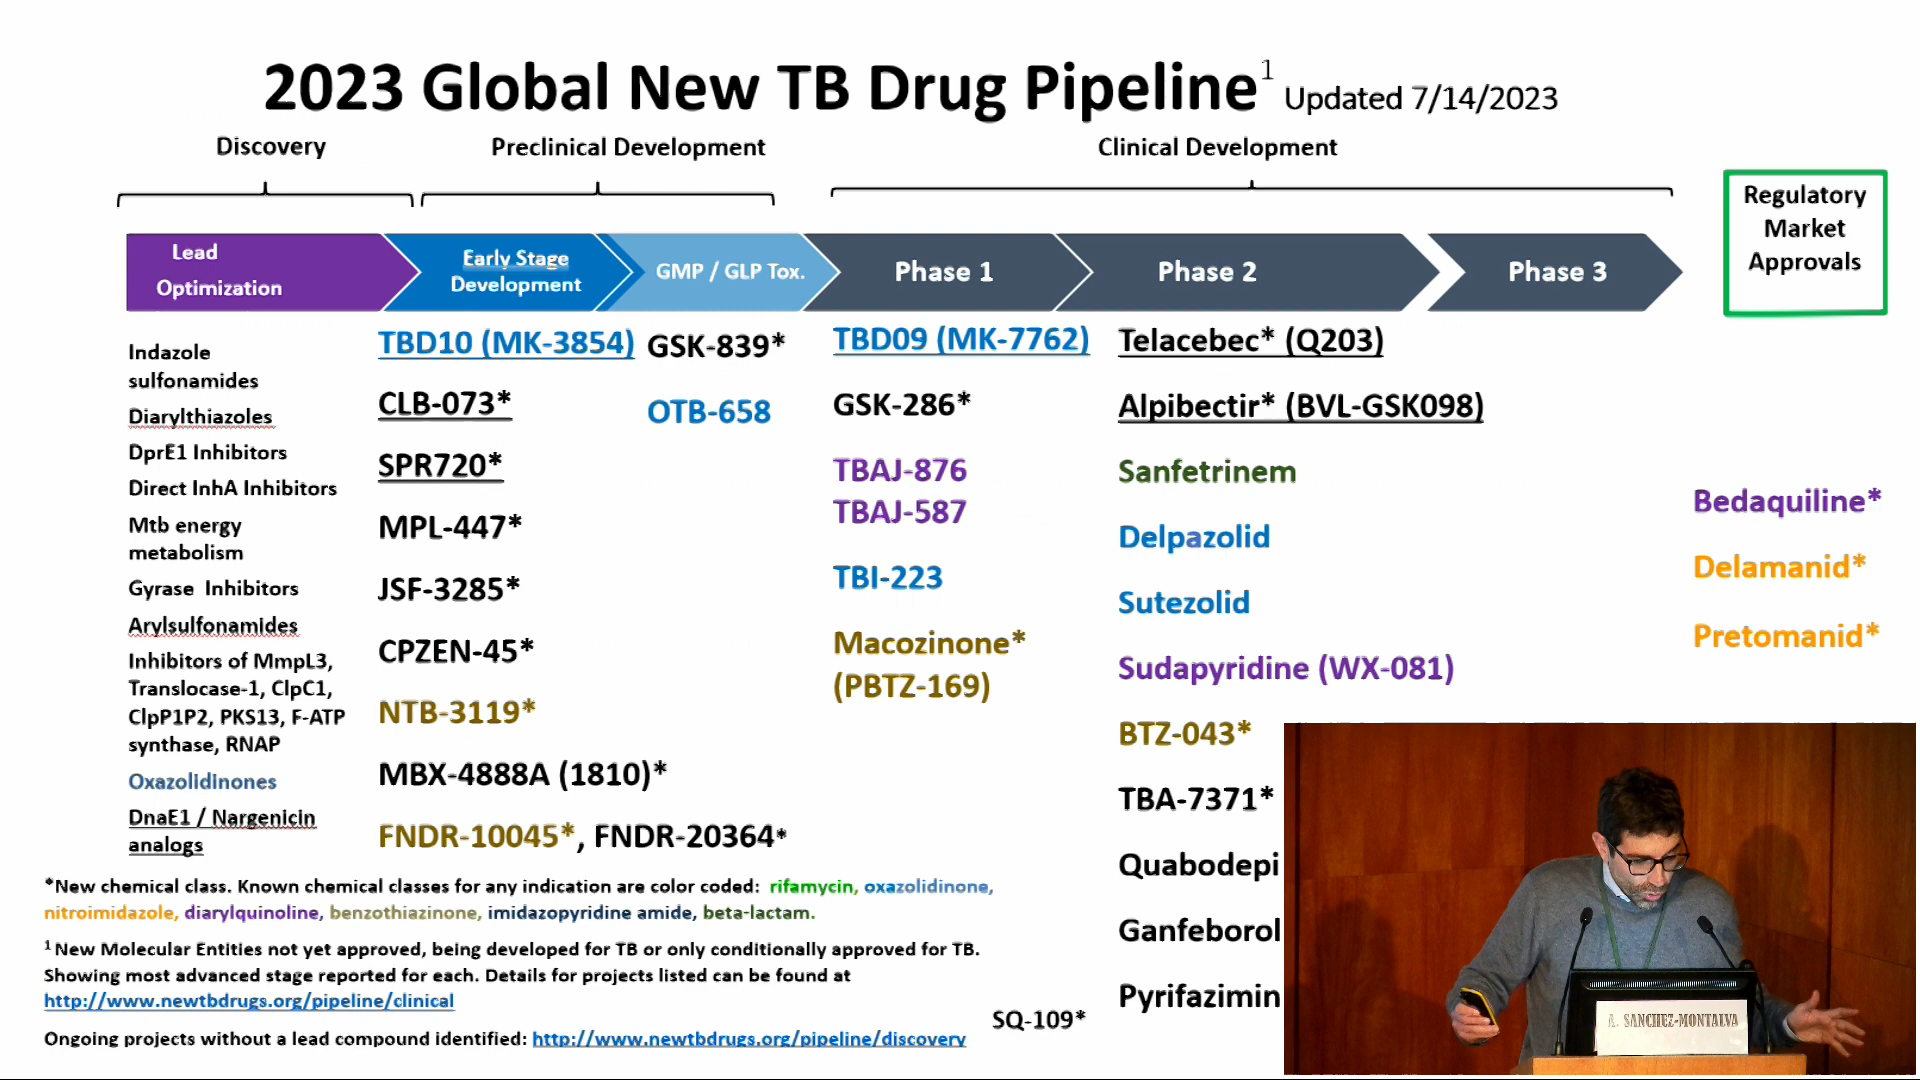 2023 Global New TB Drug Pipeline1 Updated 7/14/2023
Discovery
Preclinical Development
Clinical Development
Regulatory
Market
Approvals
Lead
Optimization
Early Stage
Development
GMP / GLP Tox.
Phase 1
Phase 2
Phase 3
Indazole
sulfonamides
Diarylthiazoles
DprE1 Inhibitors
Direct InhA Inhibitors
Mtb energy
metabolism
Gyrase Inhibitors
Arylsulfonamides
Inhibitors of MmpL3,
Translocase-1, ClpC1,
ClpP1P2, PKS13, F-ATP
synthase, RNAP
Oxazolidinones
DnaE1 / Nargenicin
analogs
TBD10 (MK-3854)
CLB-073*
SPR720*
MPL-447*
JSF-3285*
CPZEN-45*
NTB-3119*
MBX-4888A (1810)*
FNDR-10045*, FNDR-20364*
GSK-839*
OTB-658
TBD09 (MK-7762)
GSK-286*
TBAJ-876
TBAJ-587
TBI-223
Macozinone*
(PBTZ-169)
Telacebec* (Q203)
Alpibectir* (BVL-GSK098)
Sanfetrinem
Delpazolid
Sutezolid
Sudapyridine (WX-081)
BTZ-043*
TBA-7371*
Quabodepi
Ganfeborol
Pyrifazimin
SQ-109*
Bedaquiline*
Delamanid*
Pretomanid*
*New chemical class. Known chemical classes for any indication are color coded: rifamycin, oxazolidinone,
nitroimidazole, diarylquinoline, benzothiazinone, imidazopyridine amide, beta-lactam.
1 New Molecular Entities not yet approved, being developed for TB or only conditionally approved for TB.
Showing most advanced stage reported for each. Details for projects listed can be found at
http://www.newtbdrugs.org/pipeline/clinical
Ongoing projects without a lead compound identified: http://www.newtbdrugs.org/pipeline/discovery
A. SANCHEZ-MONTALVA